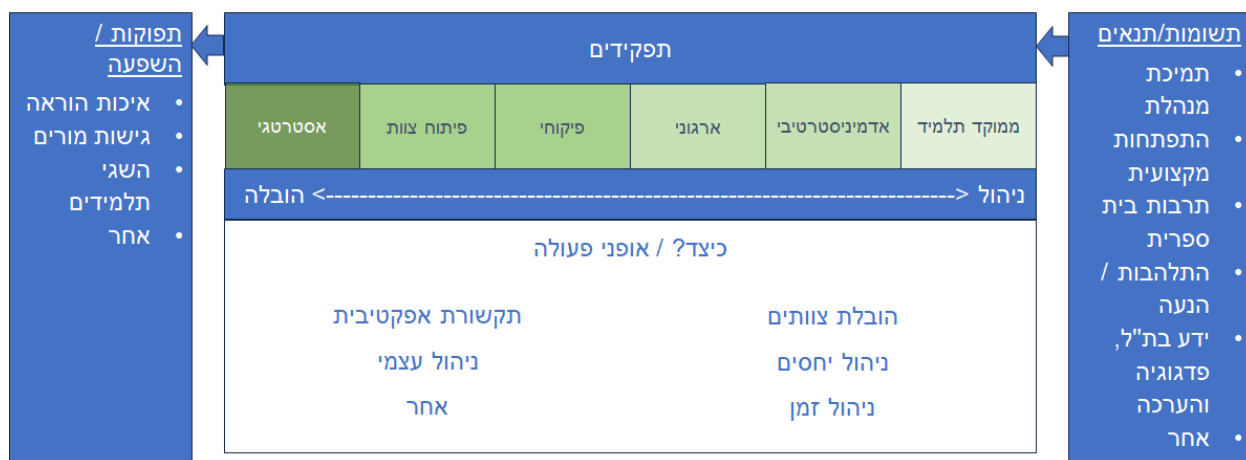 תשומות/תנאים
• תמיכת
מנהלת
• התפתחות
מקצועית
• תרבות בית
ספרית
• התלהבות /
הנעה
• ידע בת"ל,
פדגוגיה
והערכה
• אחר
תפקידים
ממוקד תלמיד
אדמיניסטרטיבי
ארגוני
פיקוחי
פיתוח צוות
אסטרטגי
ניהול <---------------------------------------------------------------------------> הובלה
כיצד? / אופני פעולה
הובלת צוותים
ניהול יחסים
ניהול זמן
תקשורת אפקטיבית
ניהול עצמי
אחר
תפוקות /
השפעה
• איכות הוראה
• גישות מורים
• השגי
תלמידים
• אחר